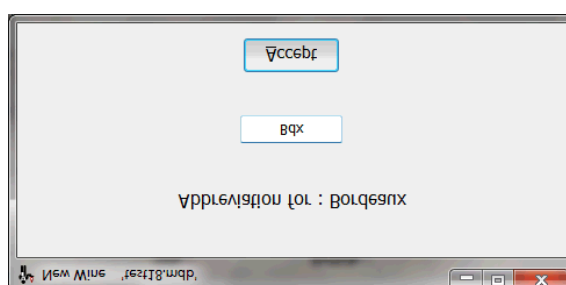 New Wine 'test18.mdb'
Abbreviation for : Bordeaux
Bdx
Accept